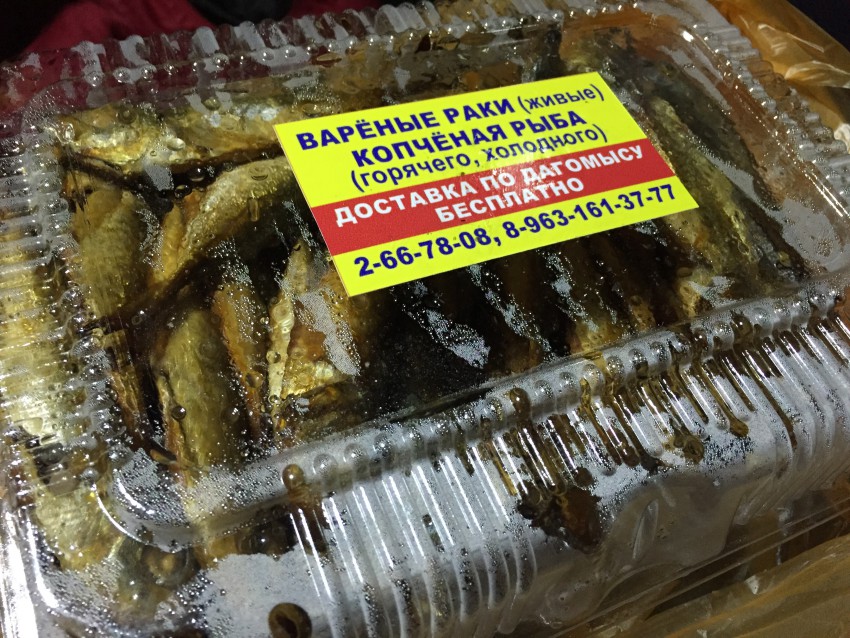 ВАРЁНЫЕ РАКИ (живые)
КОПЧЁНАЯ РЫБА
(горячего, холодного)
ДОСТАВКА ПО ДАГОМЫСУ
БЕСПЛАТНО
2-66-78-08, 8-963-161-37-77